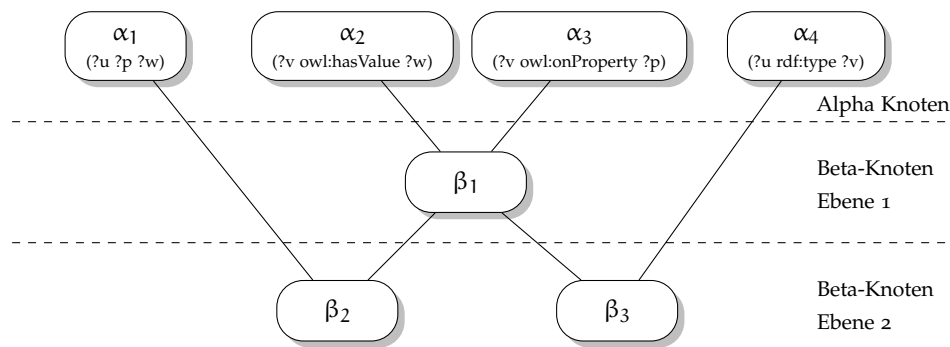 α₁
(?u ?p ?w)
α₂
(?v owl:hasValue ?w)
α₃
(?v owl:onProperty ?p)
α₄
(?u rdf:type ?v)
Alpha Knoten
β₁
Beta-Knoten
Ebene 1
β₂
β₃
Beta-Knoten
Ebene 2